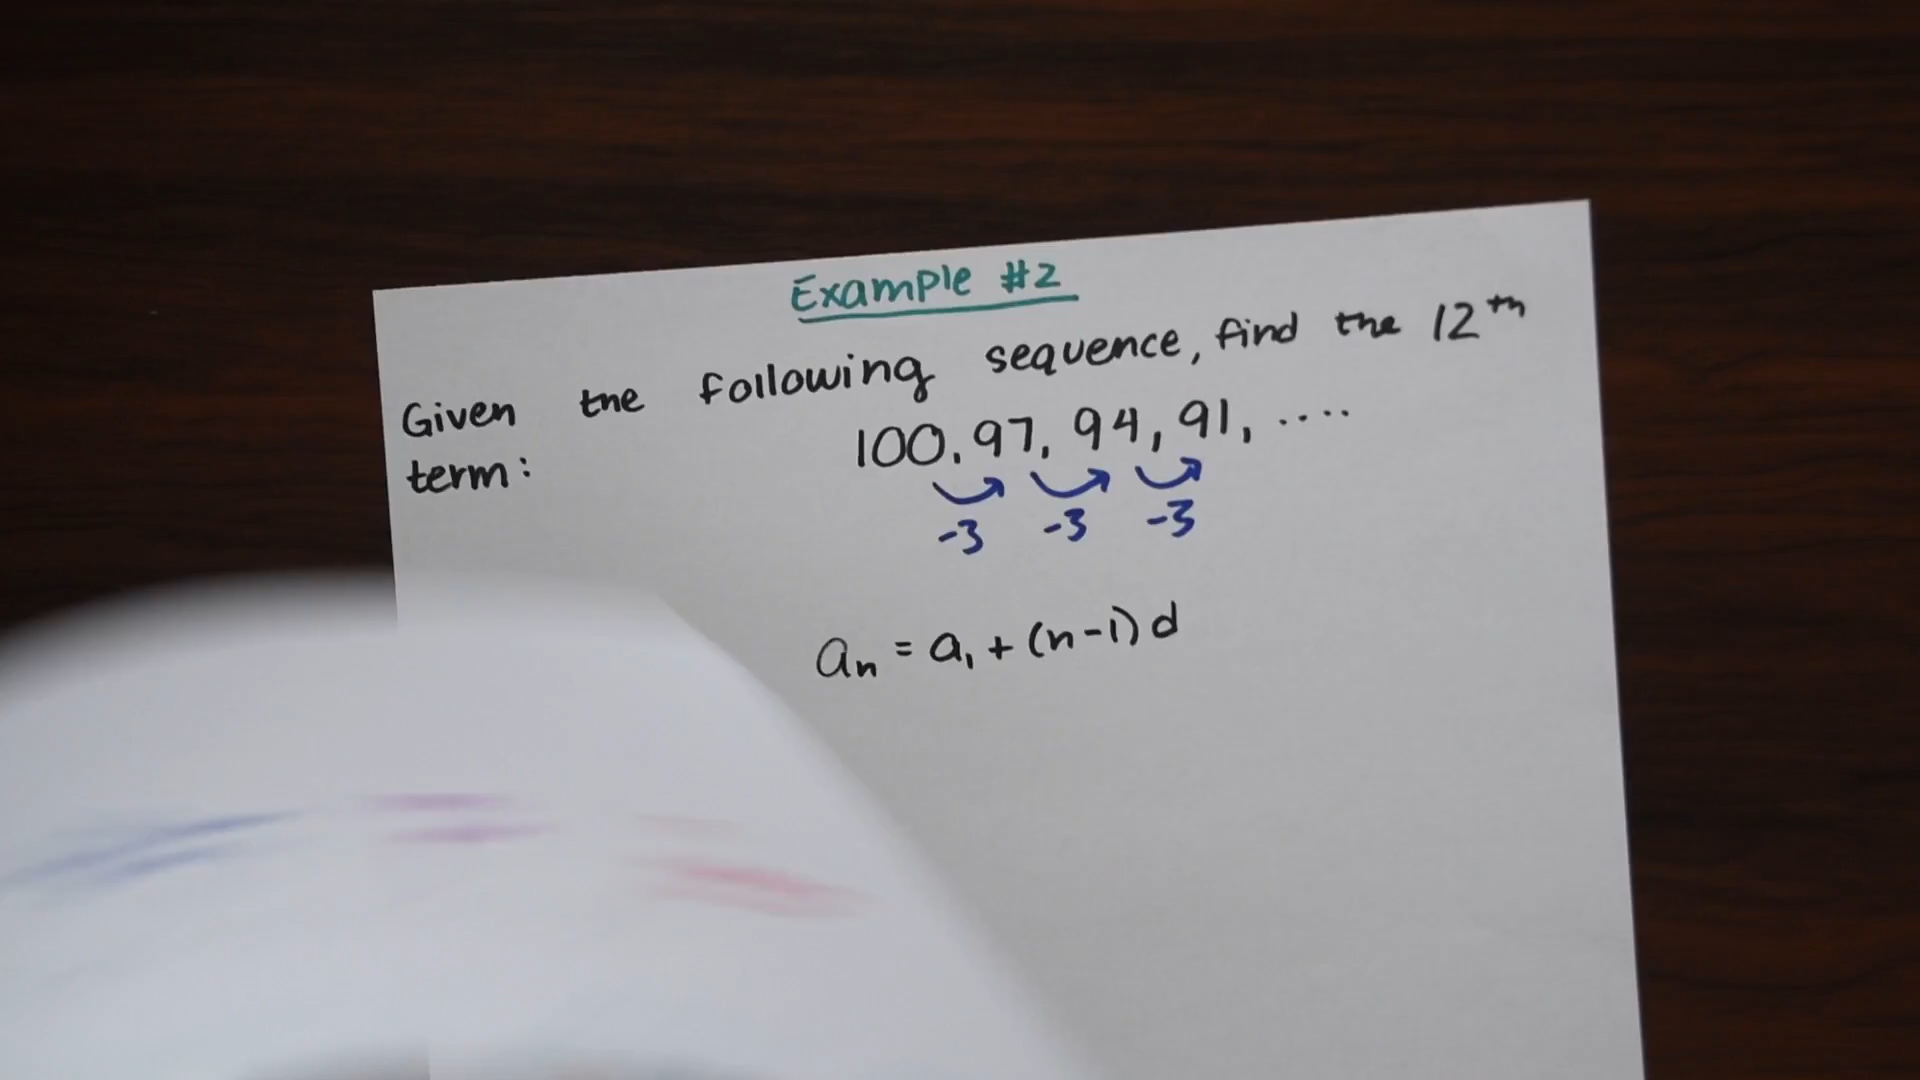 Example #2
Given the following sequence, find the 12th
term:
100, 97, 94, 91, ....
-3 -3 -3
an = a1 + (n-1) d